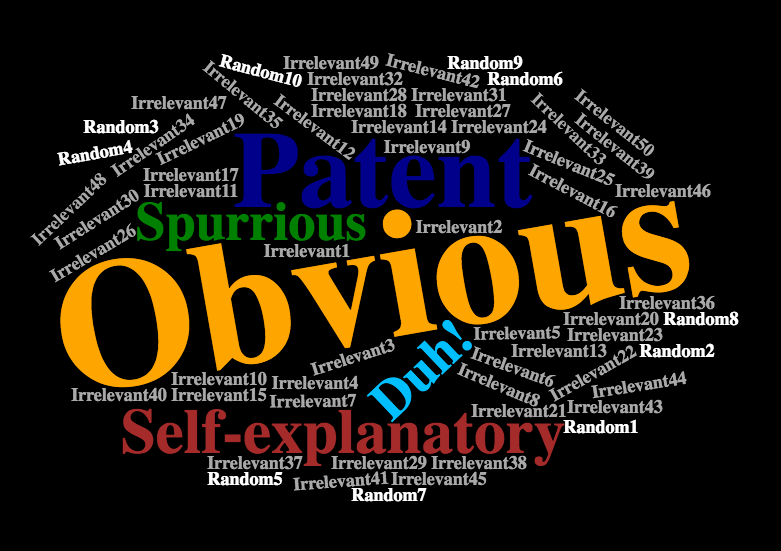 Irrelevant49
Irrelevant42
Random9
Random10
Irrelevant32
Random6
Irrelevant35
Irrelevant28
Irrelevant31
Irrelevant47
Irrelevant12
Irrelevant18
Irrelevant27
Irrelevant33
Irrelevant50
Random3
Irrelevant34
Irrelevant19
Irrelevant14
Irrelevant24
Irrelevant39
Random4
Irrelevant9
Patent
Irrelevant25
Irrelevant17
Irrelevant11
Irrelevant16
Irrelevant46
Irrelevant48
Irrelevant30
Spurrious
Irrelevant2
Irrelevant26
Irrelevant1
Obvious
Irrelevant36
Irrelevant20
Random8
Irrelevant5
Irrelevant23
Irrelevant3
Irrelevant13
Random2
Duh!
Irrelevant6
Irrelevant22
Irrelevant10
Irrelevant4
Irrelevant8
Irrelevant44
Irrelevant40
Irrelevant15
Irrelevant7
Irrelevant21
Irrelevant43
Self-explanatory
Random1
Irrelevant37
Irrelevant29
Irrelevant38
Random5
Irrelevant41
Irrelevant45
Random7